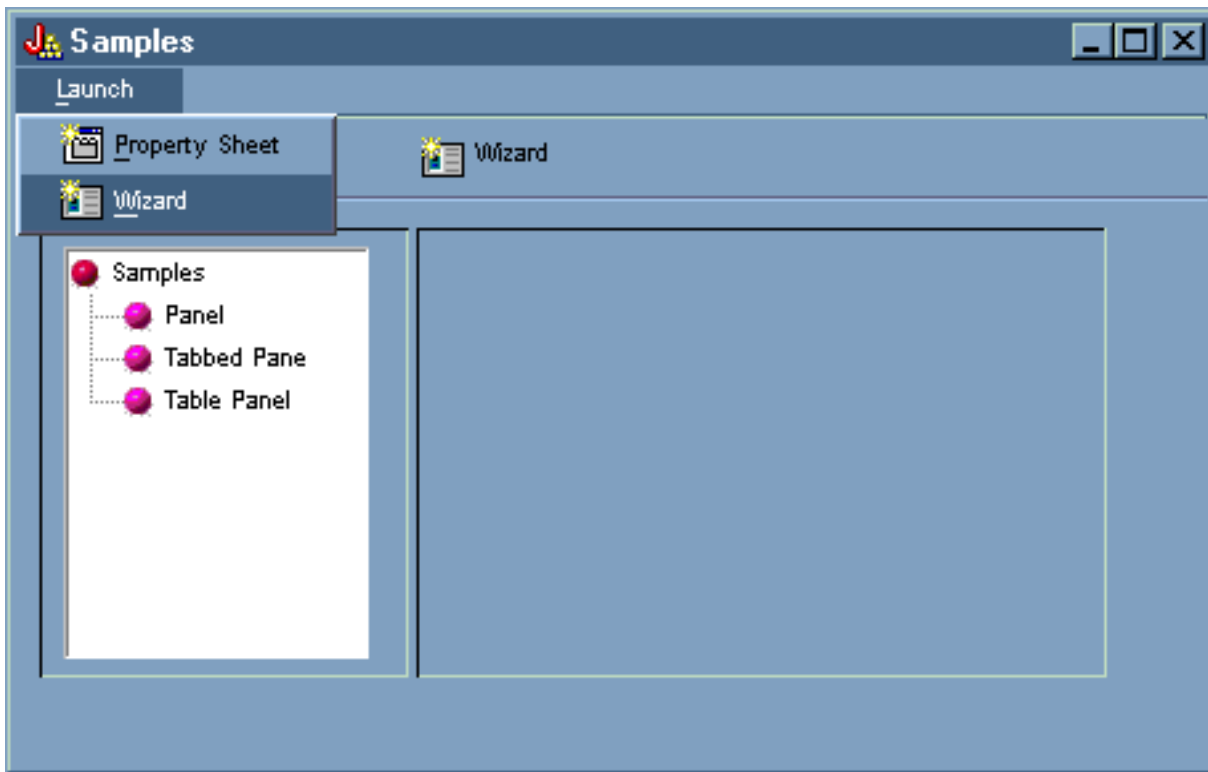 Samples
Launch
Property Sheet
Wizard
Wizard
Samples
Panel
Tabbed Pane
Table Panel